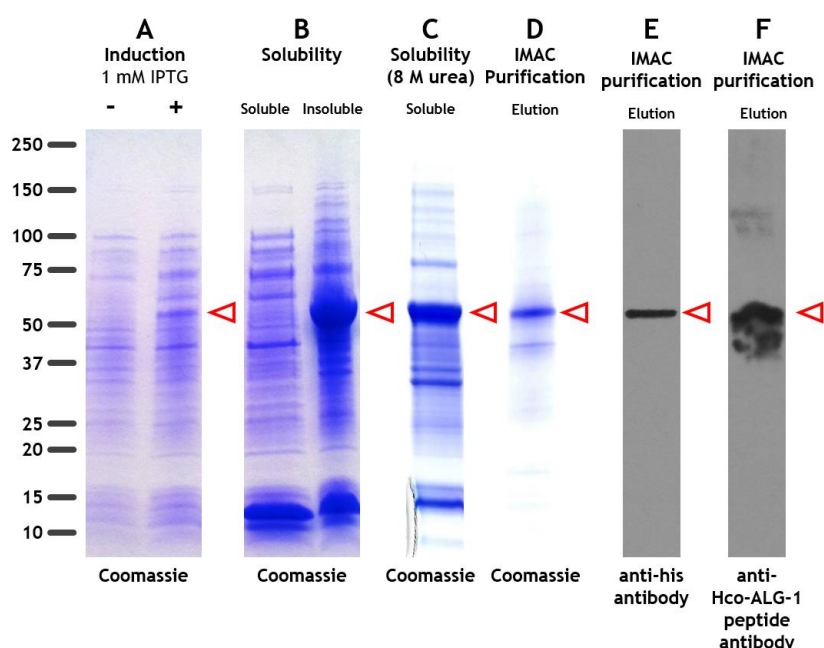 A
Induction
1 mM IPTG
- +
B
Solubility
Soluble Insoluble
C
Solubility
(8 M urea)
Soluble
D
IMAC
Purification
Elution
E
IMAC
purification
Elution
F
IMAC
purification
Elution
250
150
100
75
50
37
25
20
15
10
Coomassie
Coomassie
Coomassie
Coomassie
anti-his
antibody
anti-
Hco-ALG-1
peptide
antibody